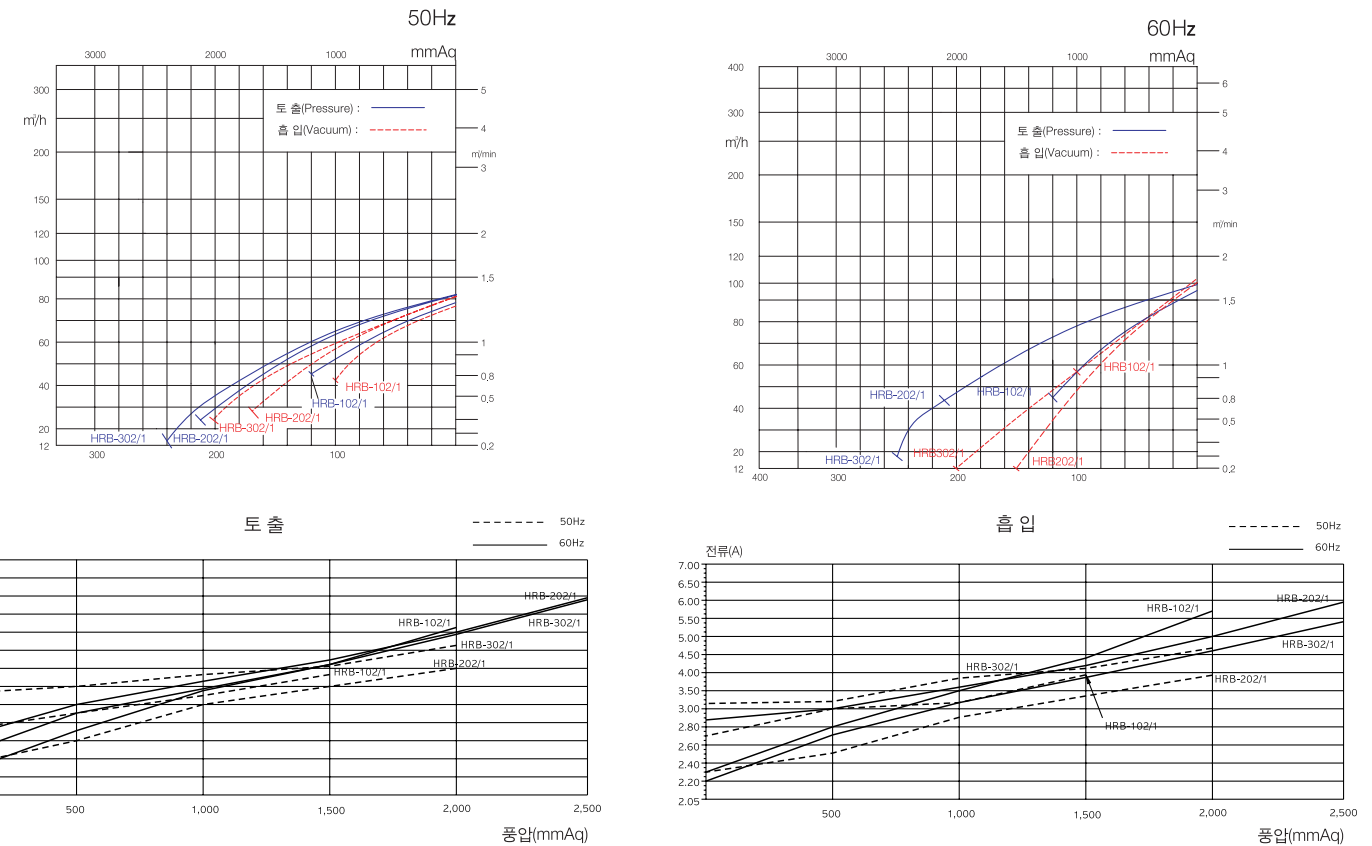 50Hz
3000 2000 1000 mmAq
300
m³/h
200
150
120
100
80
60
40
20
12
5
4
m³/min
3
2
1,5
1
0,8
0,5
0,2
토 출(Pressure) :
흡 입(Vacuum) :
HRB-102/1
HRB-102/1
HRB-202/1
HRB-302/1
HRB-302/1
HRB-202/1
300 200 100
60Hz
3000 2000 1000 mmAq
400
300
m³/h
200
150
120
100
80
60
40
20
12
6
5
4
3
m³/min
2
1,5
1
0,8
0,5
0,2
토 출(Pressure) :
흡 입(Vacuum) :
HRB102/1
HRB-202/1
HRB-102/1
HRB-302/1
HRB302/1
HRB202/1
400 300 200 100
토 출
50Hz
60Hz
HRB-202/1
HRB-102/1
HRB-302/1
HRB-302/1
HRB-102/1
HRB-202/1
500 1,000 1,500 2,000 2,500
풍압(mmAq)
흡 입
50Hz
60Hz
전류(A)
7.00
6.50
6.00
5.50
5.00
4.50
4.00
3.50
3.00
2.80
2.60
2.40
2.20
2.05
HRB-202/1
HRB-102/1
HRB-302/1
HRB-302/1
HRB-202/1
HRB-102/1
500 1,000 1,500 2,000 2,500
풍압(mmAq)